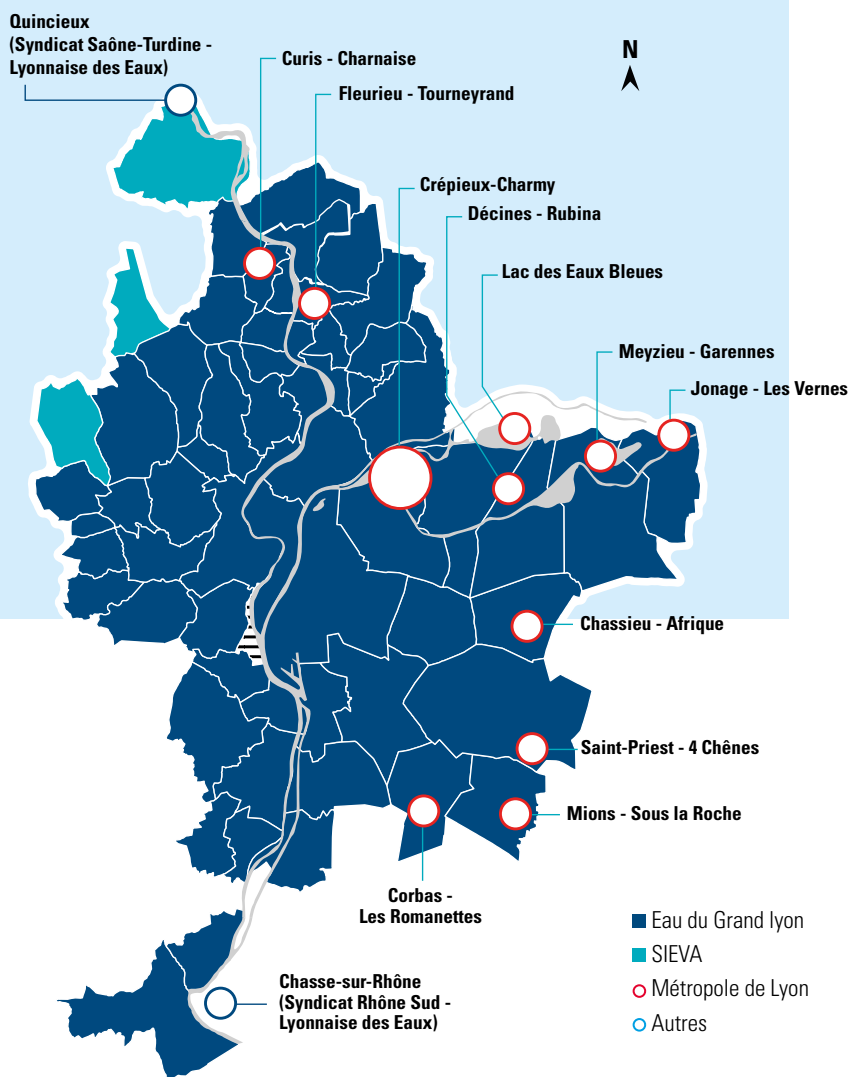 Quincieux
(Syndicat Saône-Turdine -
Lyonnaise des Eaux)
Curis - Charnaise
Fleurieu - Tourneyrand
N
Crépieux-Charmy
Décines - Rubina
Lac des Eaux Bleues
Meyzieu - Garennes
Jonage - Les Vernes
Chassieu - Afrique
Saint-Priest - 4 Chênes
Mions - Sous la Roche
Corbas -
Les Romanettes
Chasse-sur-Rhône
(Syndicat Rhône Sud -
Lyonnaise des Eaux)
Eau du Grand lyon
SIEVA
Métropole de Lyon
Autres